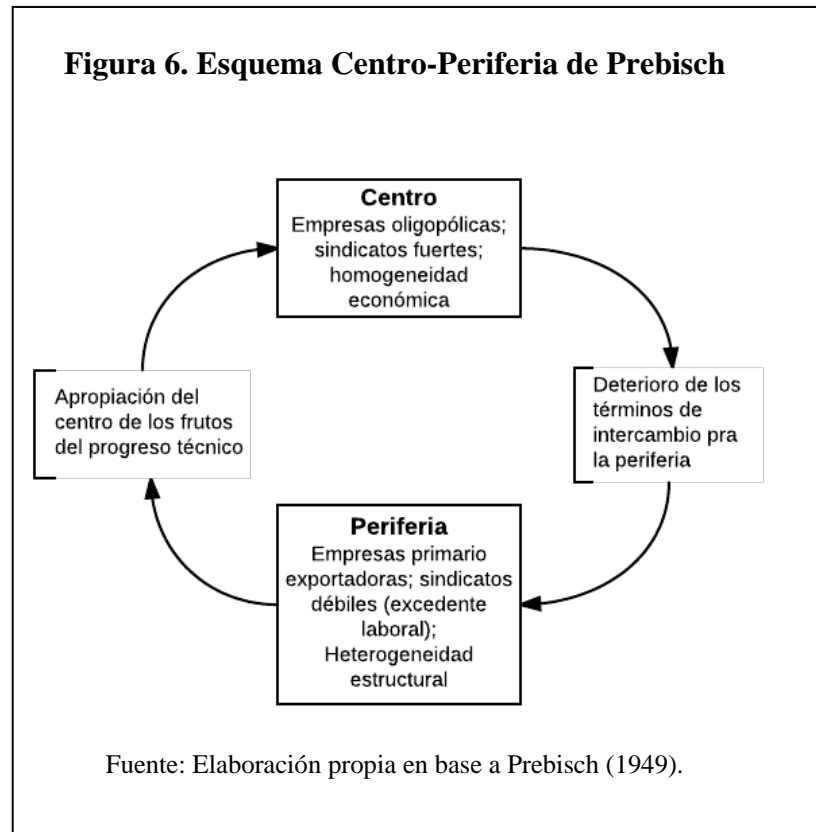 Figura 6. Esquema Centro-Periferia de Prebisch
Centro
Empresas oligopólicas;
sindicatos fuertes;
homogeneidad
económica
Apropiación del
centro de los frutos
del progreso técnico
Deterioro de los
términos de
intercambio pra
la periferia
Periferia
Empresas primario
exportadoras; sindicatos
débiles (excedente
laboral);
Heterogeneidad
estructural
Fuente: Elaboración propia en base a Prebisch (1949).